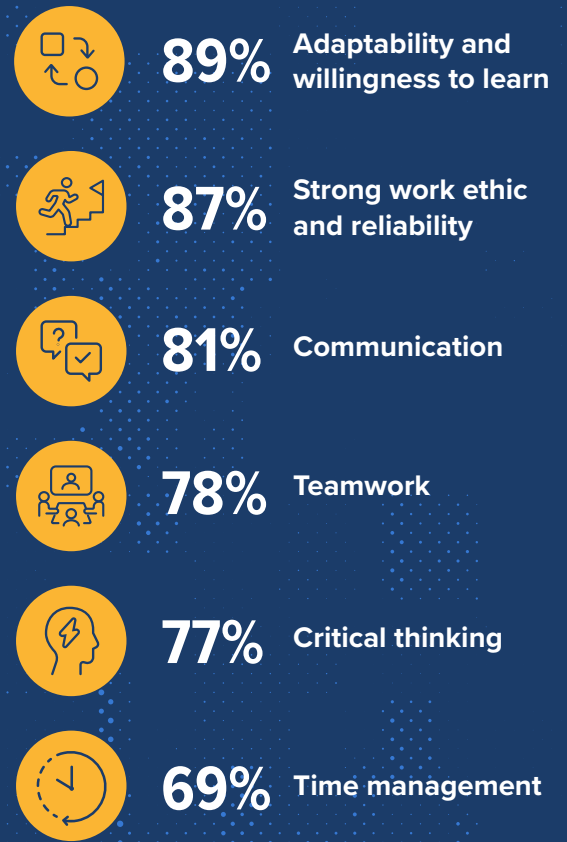 89%
Adaptability and
willingness to learn
87%
Strong work ethic
and reliability
?
81%
Communication
78%
Teamwork
77%
Critical thinking
69%
Time management